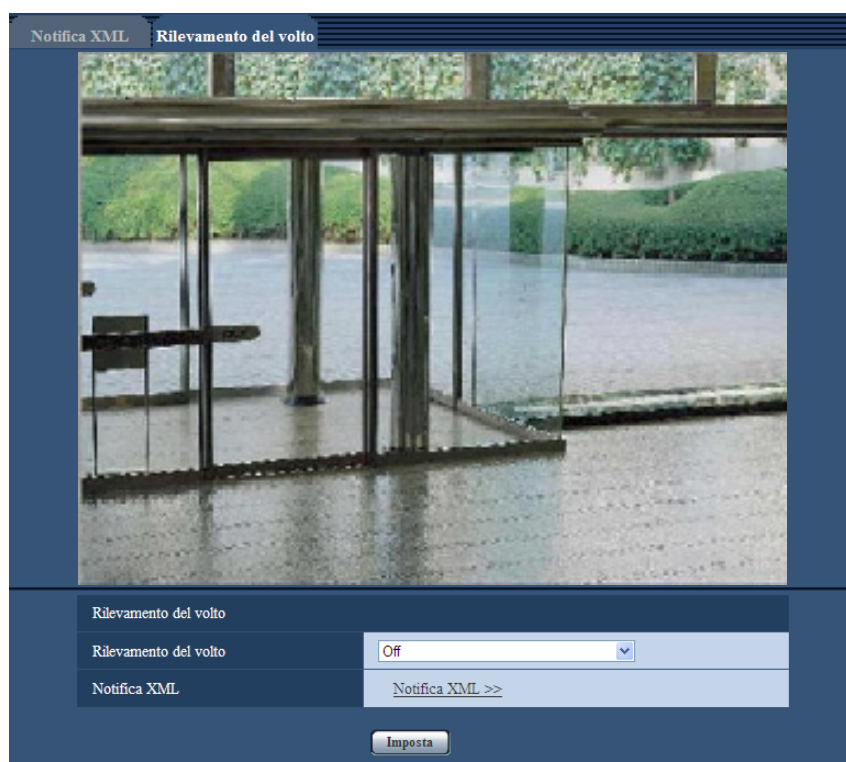 Notifica XML Rilevamento del volto
Rilevamento del volto
Rilevamento del volto Off
Notifica XML Notifica XML >>
Imposta